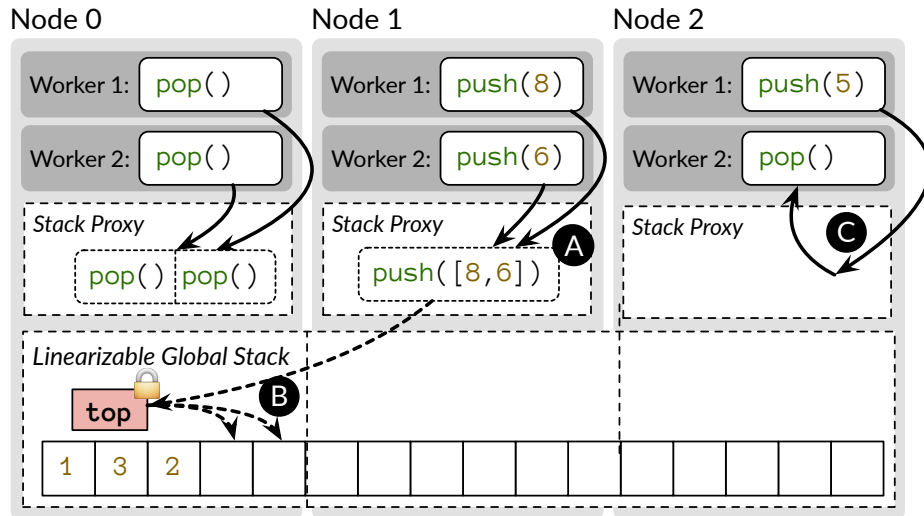 Node 0
Node 1
Node 2
Worker 1: pop()
Worker 1: push(8)
Worker 1: push(5)
Worker 2: pop()
Worker 2: push(6)
Worker 2: pop()
Stack Proxy
Stack Proxy
Stack Proxy
A
C
pop() pop()
push([8,6])
Linearizable Global Stack
B
top
1 3 2